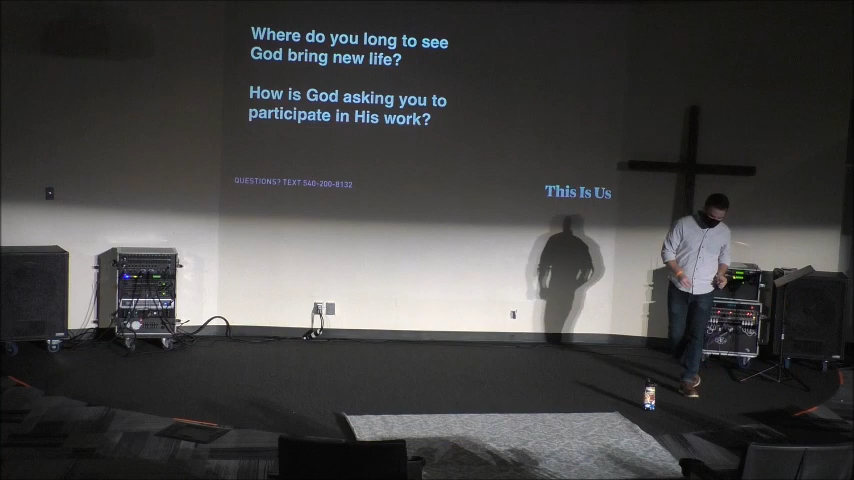 Where do you long to see
God bring new life?
How is God asking you to
participate in His work?
QUESTIONS? TEXT 540-200-8132
This Is Us